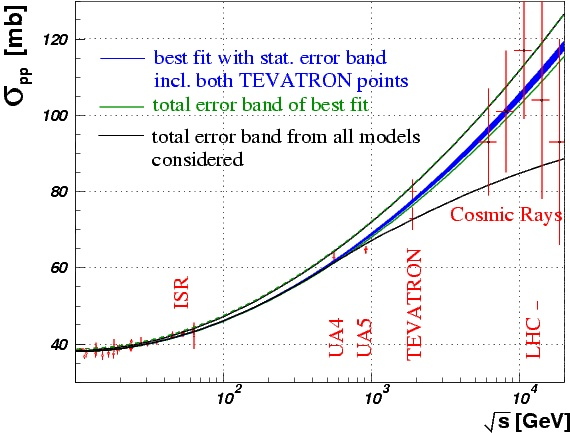 σpp [mb]
120
100
80
60
40
best fit with stat. error band
incl. both TEVATRON points
total error band of best fit
total error band from all models
considered
Cosmic Rays
ISR
UA4
UA5
TEVATRON
LHC –
10²
10³
10⁴
√s [GeV]